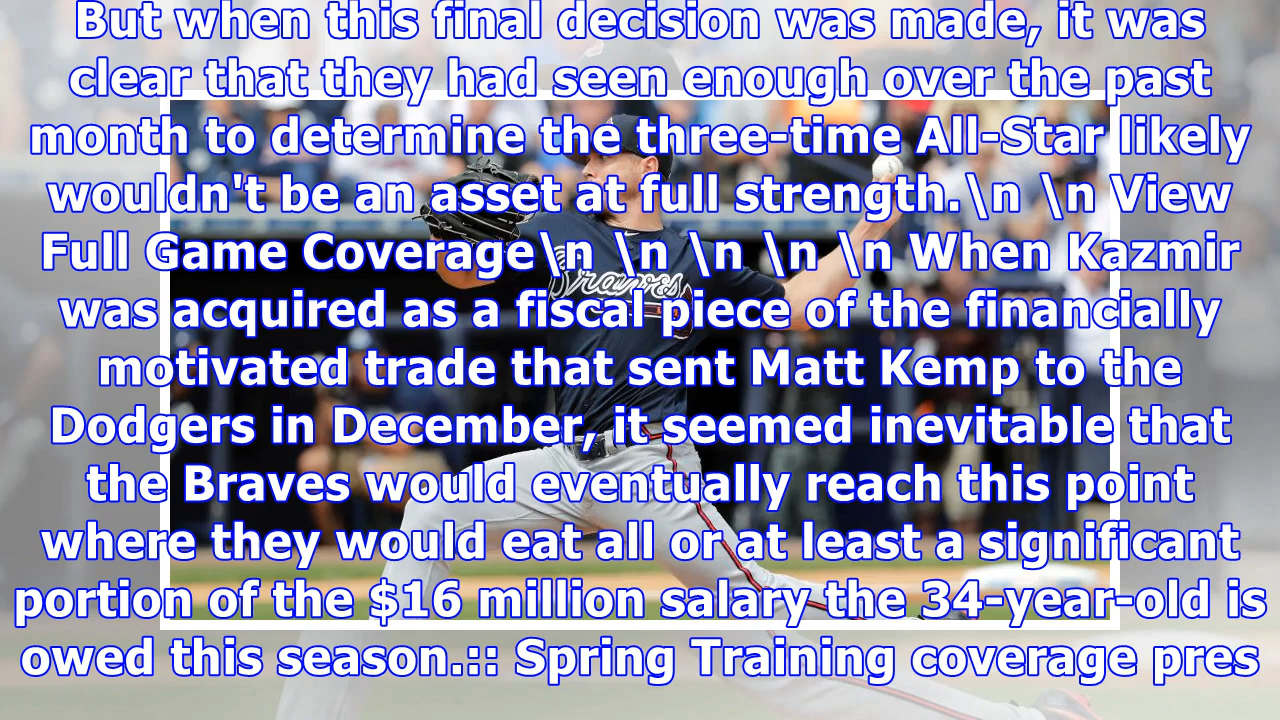 But when this final decision was made, it was
clear that they had seen enough over the past
month to determine the three-time All-Star likely
wouldn't be an asset at full strength.\n \n View
Full Game Coverage\n \n \n \n \n When Kazmir
was acquired as a fiscal piece of the financially
motivated trade that sent Matt Kemp to the
Dodgers in December, it seemed inevitable that
the Braves would eventually reach this point
where they would eat all or at least a significant
portion of the $16 million salary the 34-year-old is
owed this season.:: Spring Training coverage pres
Braves